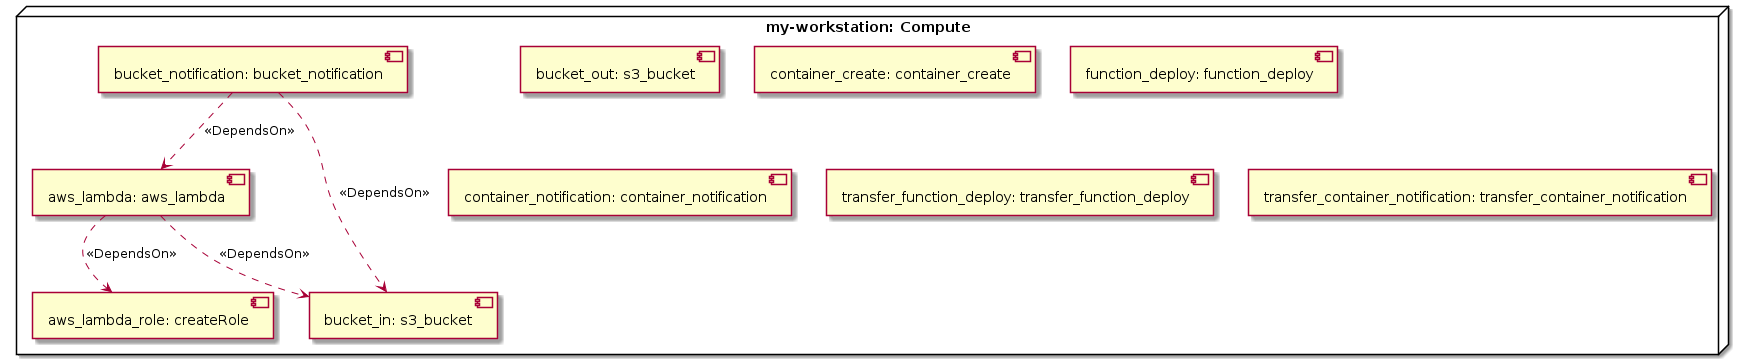 my-workstation: Compute
bucket_notification: bucket_notification
bucket_out: s3_bucket
container_create: container_create
function_deploy: function_deploy
«DependsOn»
«DependsOn»
aws_lambda: aws_lambda
container_notification: container_notification
transfer_function_deploy: transfer_function_deploy
transfer_container_notification: transfer_container_notification
«DependsOn»
«DependsOn»
aws_lambda_role: createRole
bucket_in: s3_bucket